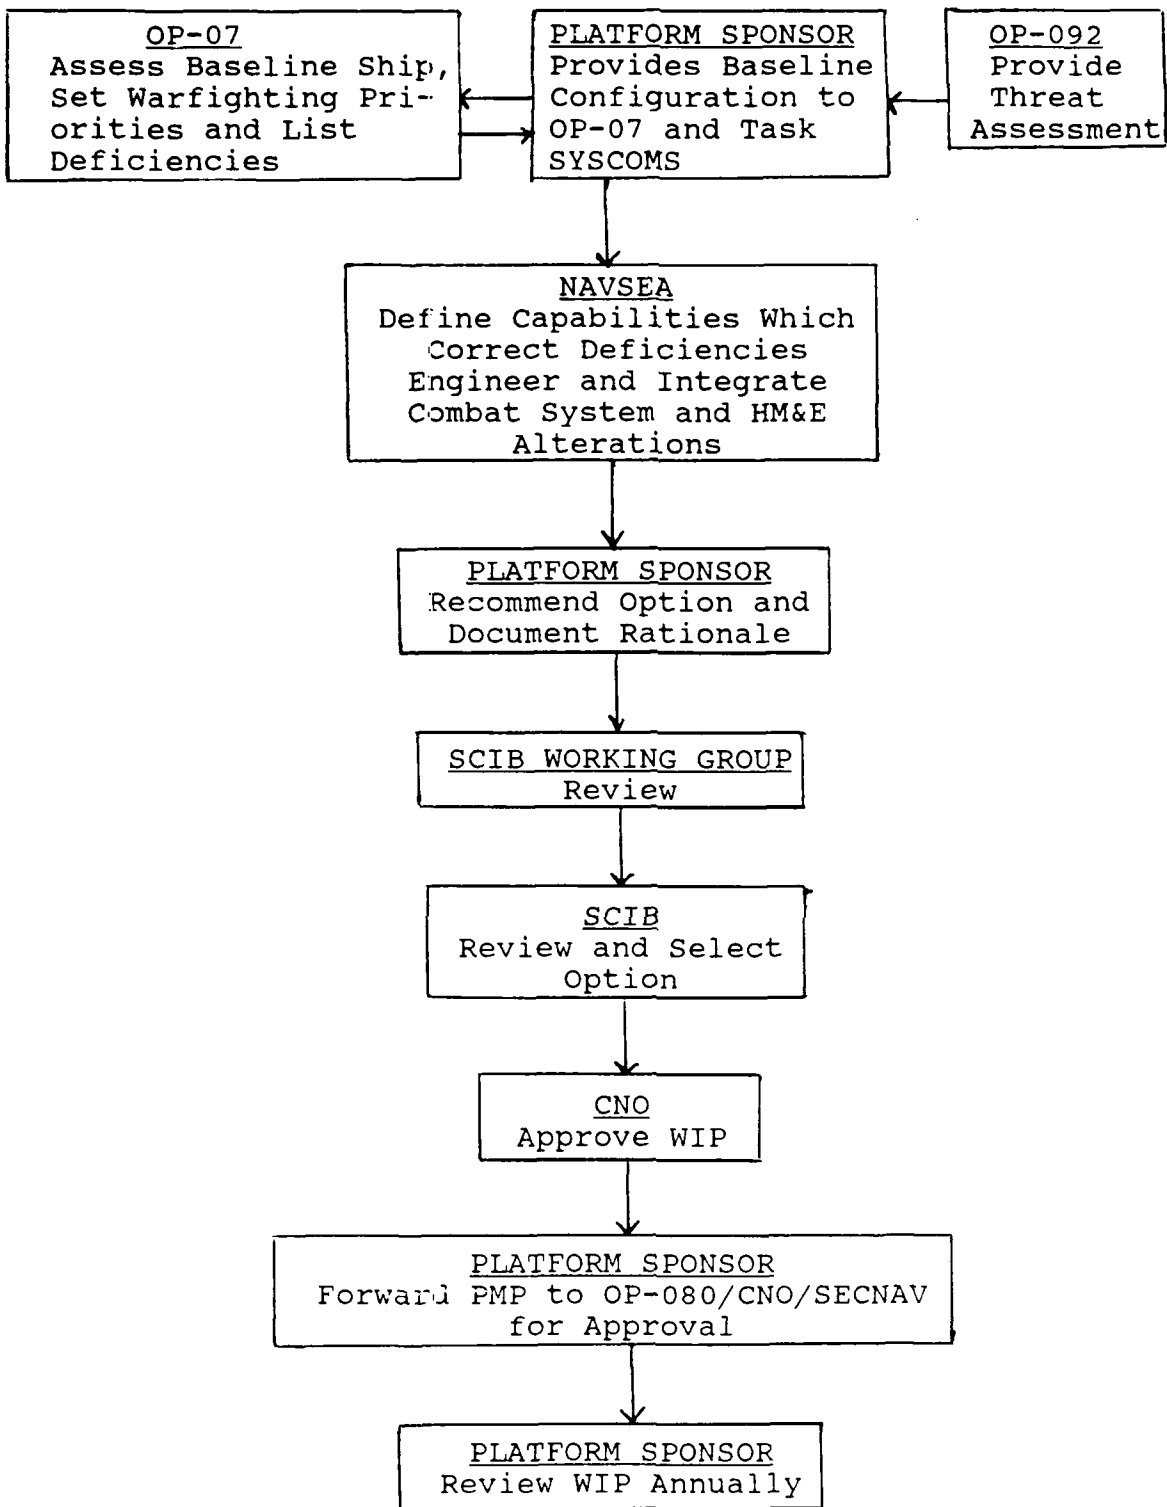 OP-07
Assess Baseline Ship,
Set Warfighting Pri-
orities and List
Deficiencies
PLATFORM SPONSOR
Provides Baseline
Configuration to
OP-07 and Task
SYSCOMS
OP-092
Provide
Threat
Assessment
NAVSEA
Define Capabilities Which
Correct Deficiencies
Engineer and Integrate
Combat System and HM&E
Alterations
PLATFORM SPONSOR
Recommend Option and
Document Rationale
SCIB WORKING GROUP
Review
SCIB
Review and Select
Option
CNO
Approve WIP
PLATFORM SPONSOR
Forward PMP to OP-080/CNO/SECNAV
for Approval
PLATFORM SPONSOR
Review WIP Annually